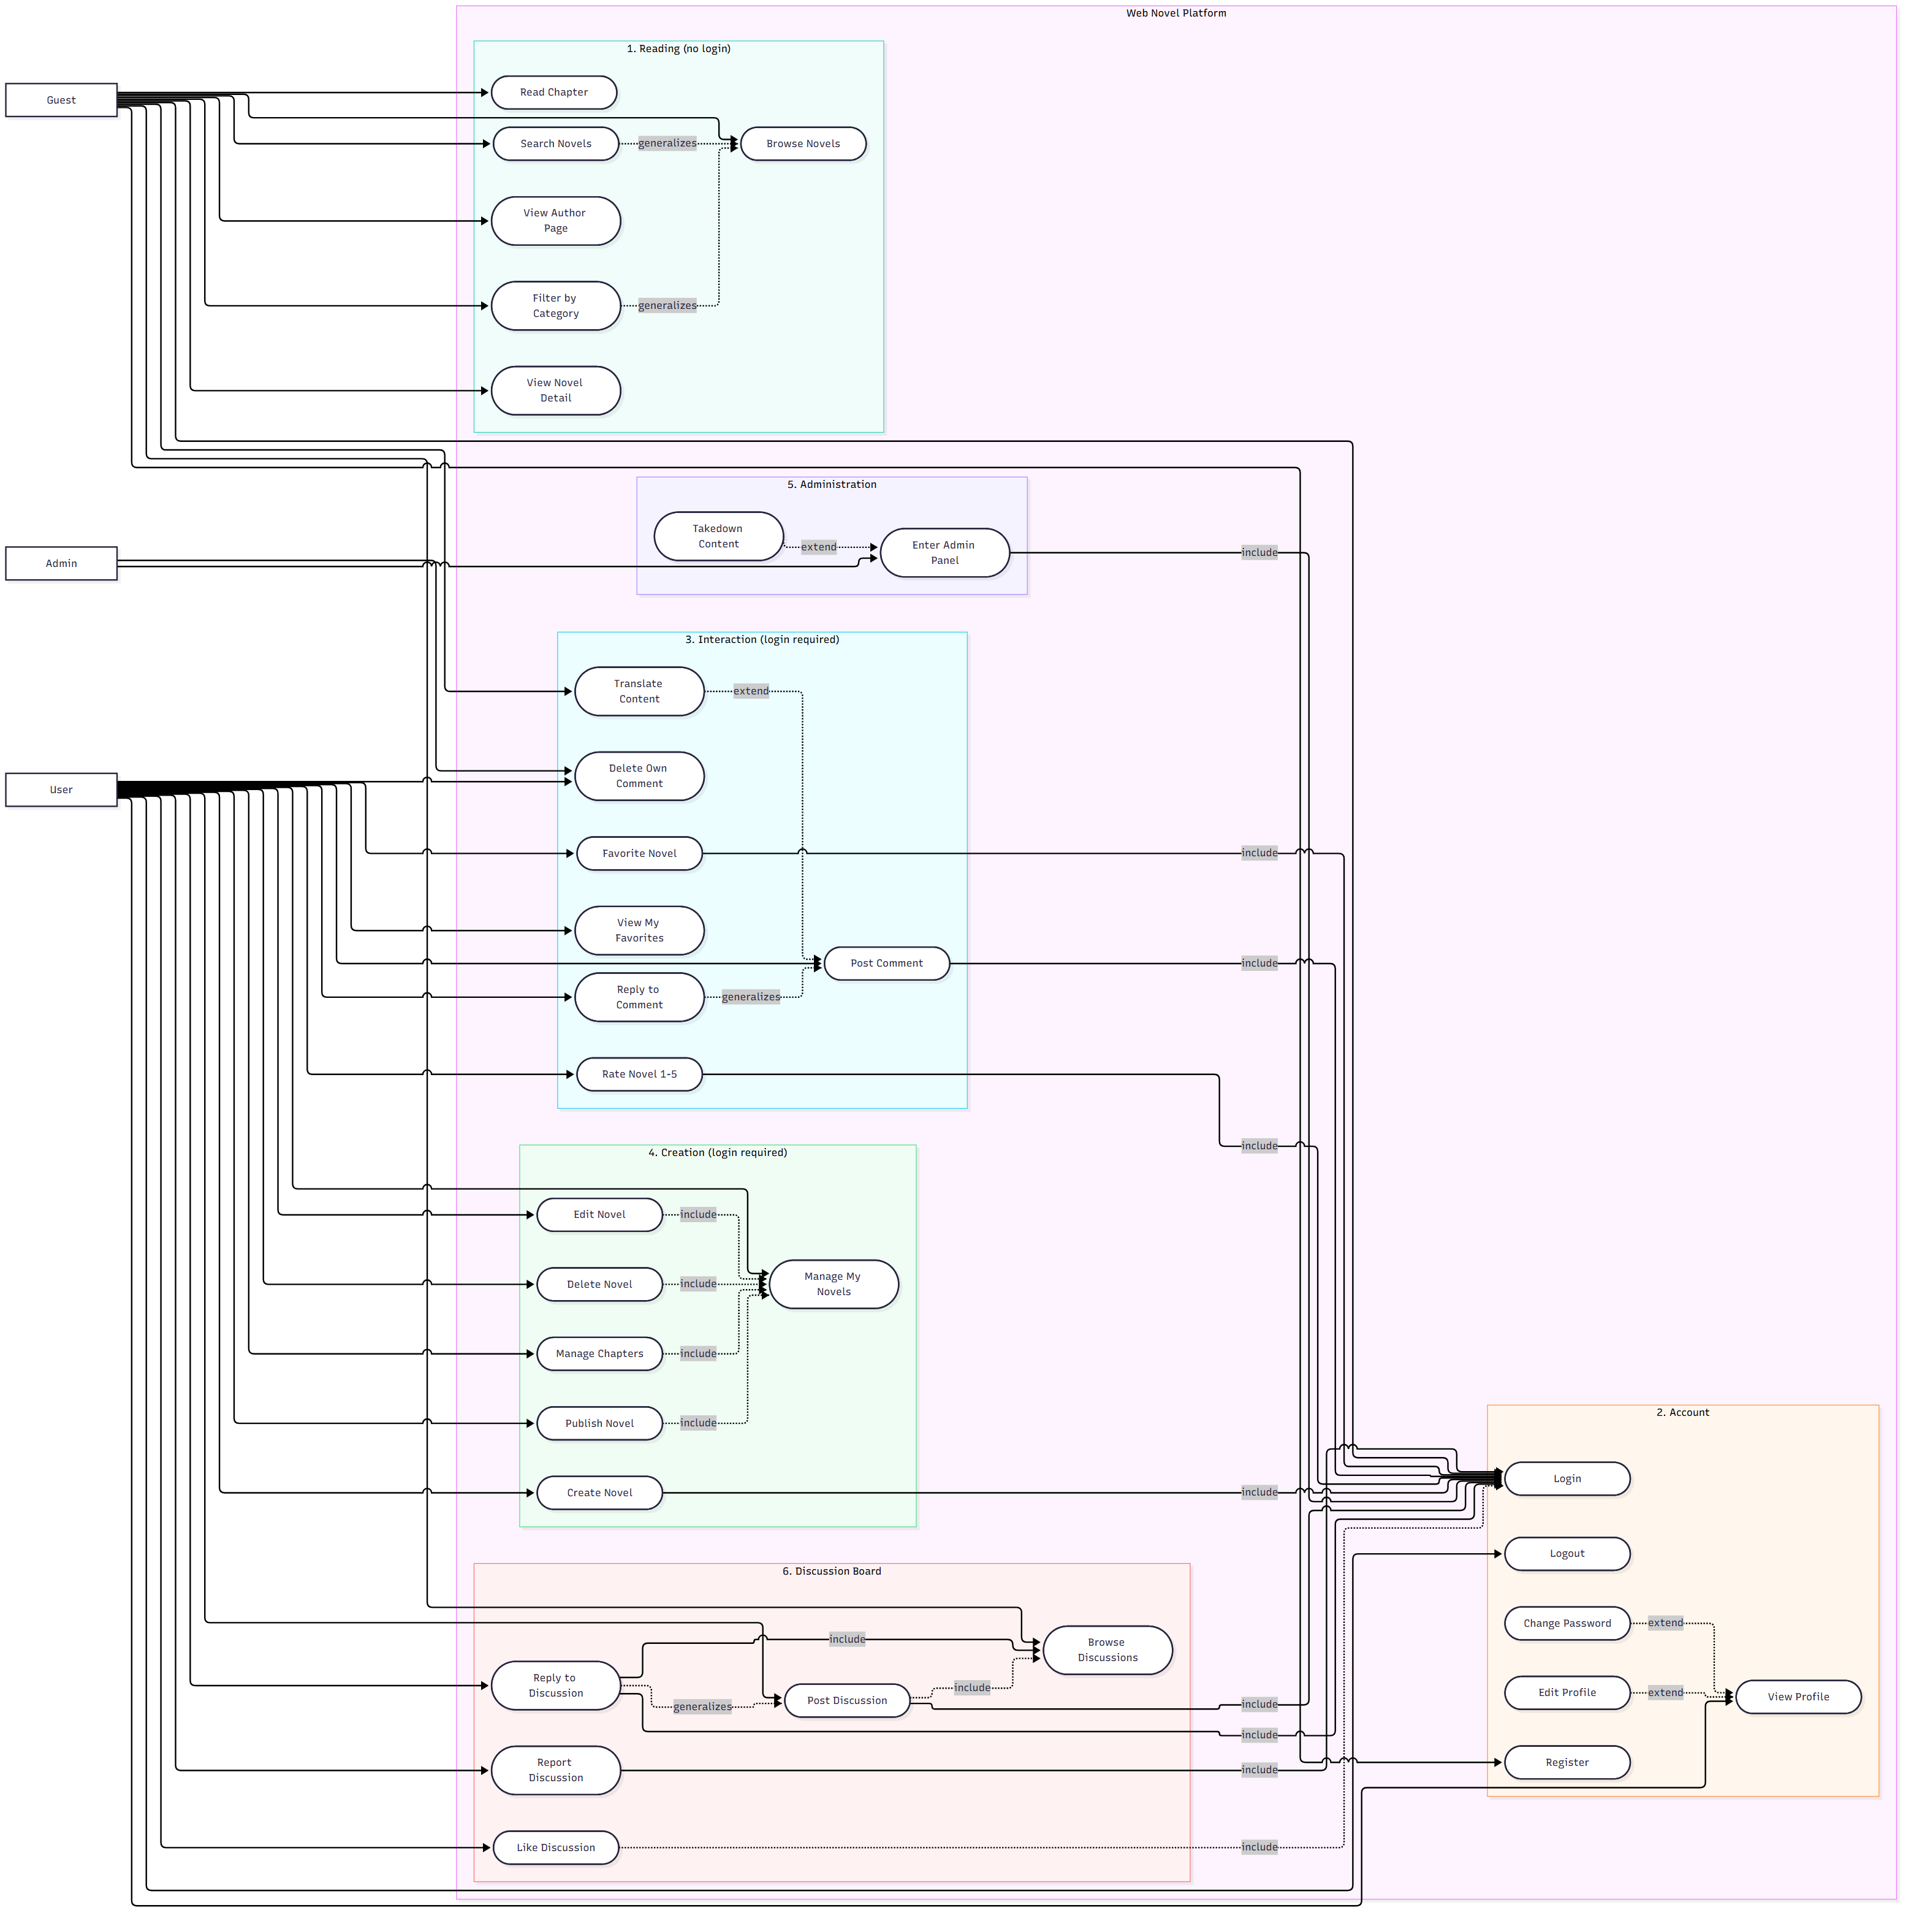 Web Novel Platform
1. Reading (no login)
Guest
Read Chapter
Search Novels
generalizes
Browse Novels
View Author
Page
Filter by
Category
generalizes
View Novel
Detail
5. Administration
Takedown
Content
extend
Enter Admin
Panel
include
Admin
3. Interaction (login required)
Translate
Content
extend
Delete Own
Comment
User
Favorite Novel
include
View My
Favorites
Post Comment
include
Reply to
Comment
generalizes
Rate Novel 1-5
include
4. Creation (login required)
Edit Novel
include
Delete Novel
include
Manage My
Novels
Manage Chapters
include
Publish Novel
include
Create Novel
include
2. Account
Login
Logout
Change Password
extend
Edit Profile
extend
View Profile
Register
6. Discussion Board
include
Browse
Discussions
Reply to
Discussion
generalizes
Post Discussion
include
include
include
Report
Discussion
include
Like Discussion
include